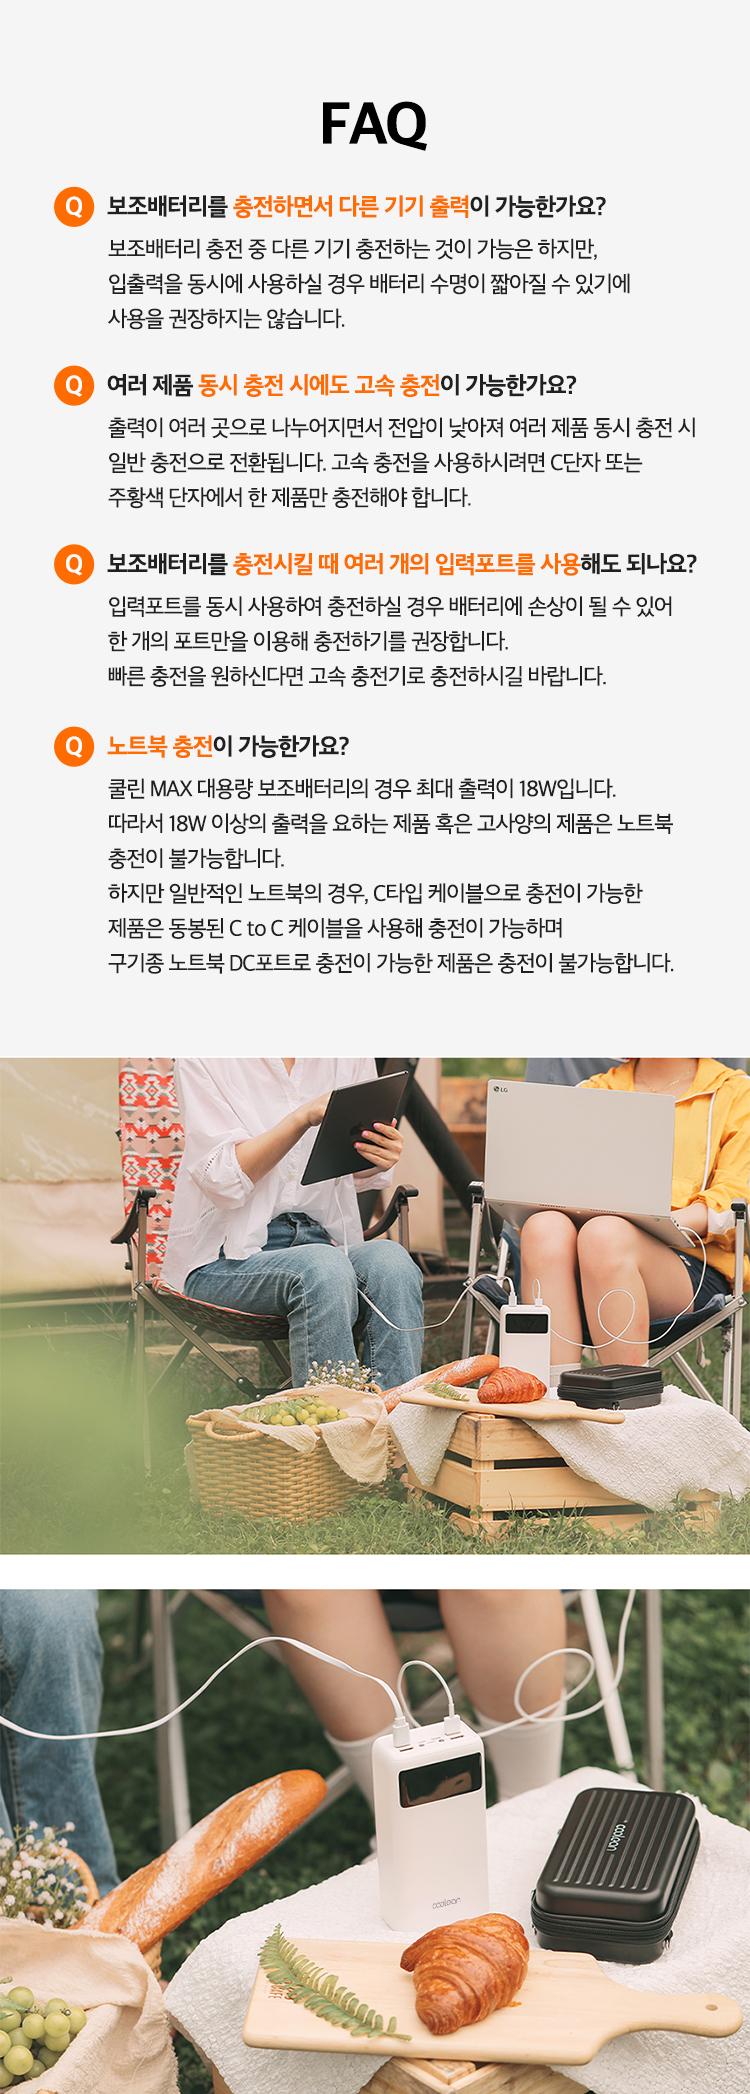 FAQ
Q 보조배터리를 충전하면서 다른 기기 출력이 가능한가요?
보조배터리 충전 중 다른 기기 충전하는 것이 가능은 하지만,
입출력을 동시에 사용하실 경우 배터리 수명이 짧아질 수 있기에
사용을 권장하지는 않습니다.
Q 여러 제품 동시 충전 시에도 고속 충전이 가능한가요?
출력이 여러 곳으로 나누어지면서 전압이 낮아져 여러 제품 동시 충전 시
일반 충전으로 전환됩니다. 고속 충전을 사용하시려면 C단자 또는
주황색 단자에서 한 제품만 충전해야 합니다.
Q 보조배터리를 충전시킬 때 여러 개의 입력포트를 사용해도 되나요?
입력포트를 동시 사용하여 충전하실 경우 배터리에 손상이 될 수 있어
한 개의 포트만을 이용해 충전하기를 권장합니다.
빠른 충전을 원하신다면 고속 충전기로 충전하시길 바랍니다.
Q 노트북 충전이 가능한가요?
쿨린 MAX 대용량 보조배터리의 경우 최대 출력이 18W입니다.
따라서 18W 이상의 출력을 요하는 제품 혹은 고사양의 제품은 노트북
충전이 불가능합니다.
하지만 일반적인 노트북의 경우, C타입 케이블으로 충전이 가능한
제품은 동봉된 C to C 케이블을 사용해 충전이 가능하며
구기종 노트북 DC포트로 충전이 가능한 제품은 충전이 불가능합니다.
LG
coolean
coolean